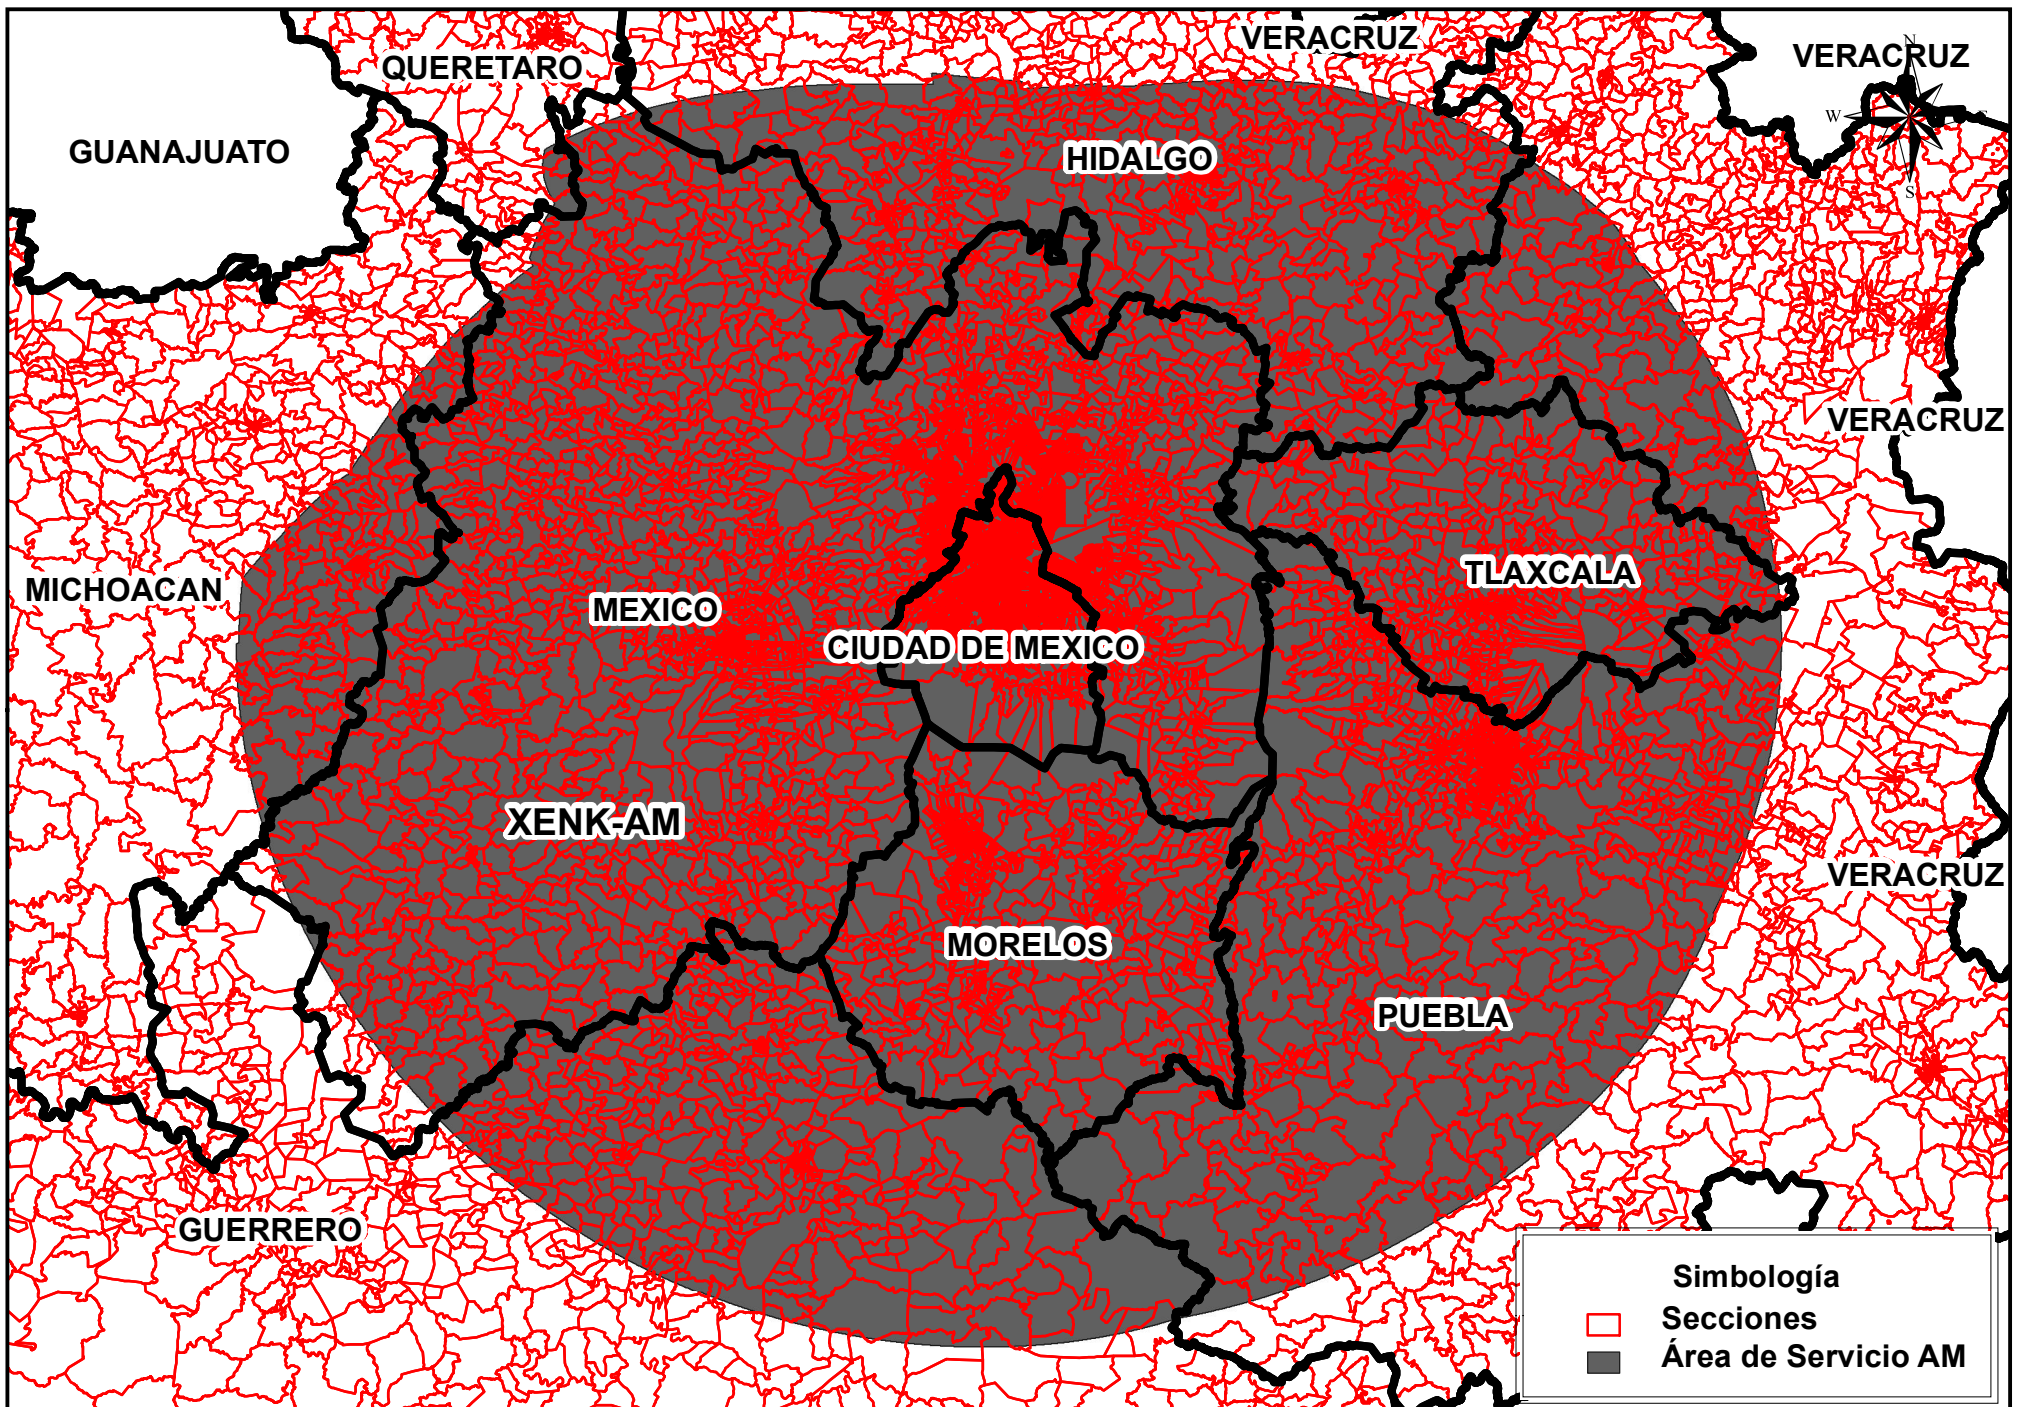 VERACRUZ
VERACRUZ
QUERETARO
N
W
E
S
GUANAJUATO
HIDALGO
VERACRUZ
TLAXCALA
MICHOACAN
MEXICO
CIUDAD DE MEXICO
XENK-AM
VERACRUZ
MORELOS
PUEBLA
GUERRERO
Simbología
Secciones
Área de Servicio AM